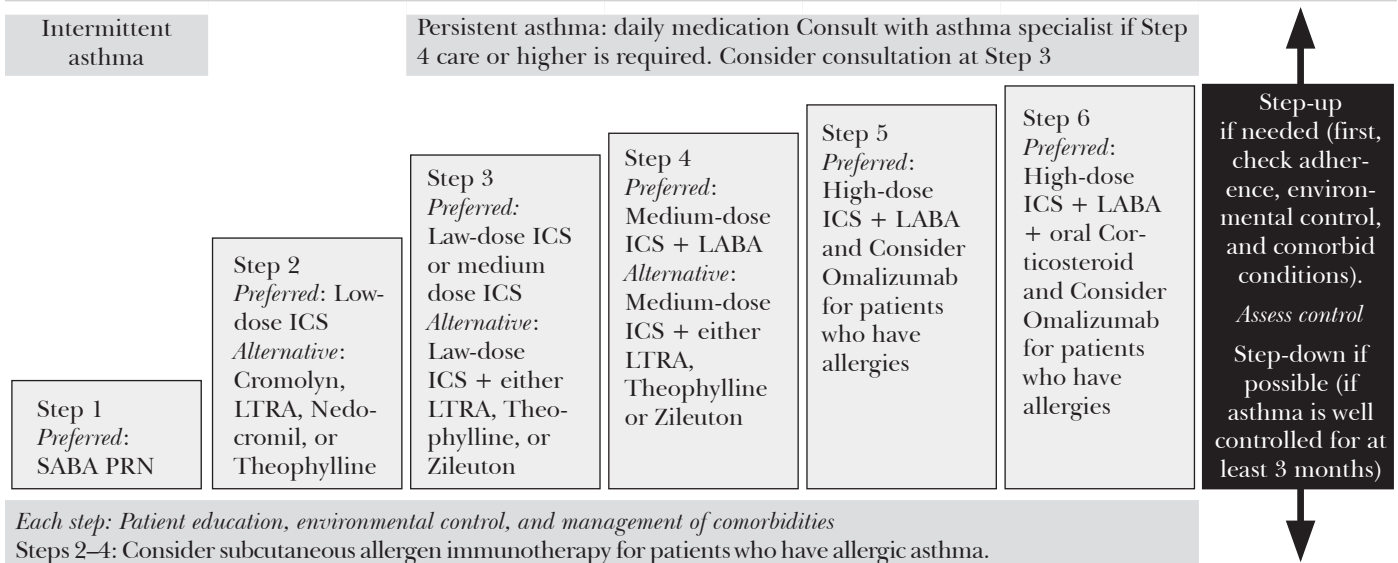 Intermittent
asthma
Persistent asthma: daily medication Consult with asthma specialist if Step
4 care or higher is required. Consider consultation at Step 3
Step 1
Preferred:
SABA PRN
Step 2
Preferred: Low-
dose ICS
Alternative:
Cromolyn,
LTRA, Nedo-
cromil, or
Theophylline
Step 3
Preferred:
Law-dose ICS
or medium
dose ICS
Alternative:
Law-dose
ICS + either
LTRA, Theo-
phylline, or
Zileuton
Step 4
Preferred:
Medium-dose
ICS + LABA
Alternative:
Medium-dose
ICS + either
LTRA,
Theophylline
or Zileuton
Step 5
Preferred:
High-dose
ICS + LABA
and Consider
Omalizumab
for patients
who have
allergies
Step 6
Preferred:
High-dose
ICS + LABA
+ oral Cor-
ticosteroid
and Consider
Omalizumab
for patients
who have
allergies
Step-up
if needed (first,
check adher-
ence, environ-
mental control,
and comorbid
conditions).
Assess control
Step-down if
possible (if
asthma is well
controlled for at
least 3 months)
Each step: Patient education, environmental control, and management of comorbidities
Steps 2–4: Consider subcutaneous allergen immunotherapy for patients who have allergic asthma.